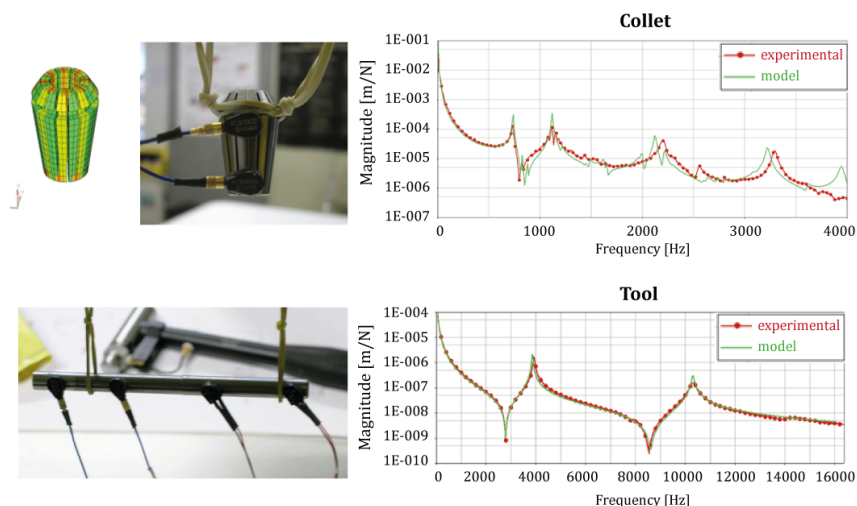 Collet
1E-001
1E-002
1E-003
1E-004
1E-005
1E-006
1E-007
Magnitude [m/N]
experimental
model
0 1000 2000 3000 4000
Frequency [Hz]
Tool
1E-004
1E-005
1E-006
1E-007
1E-008
1E-009
1E-010
Magnitude [m/N]
experimental
model
0 2000 4000 6000 8000 10000 12000 14000 16000
Frequency [Hz]